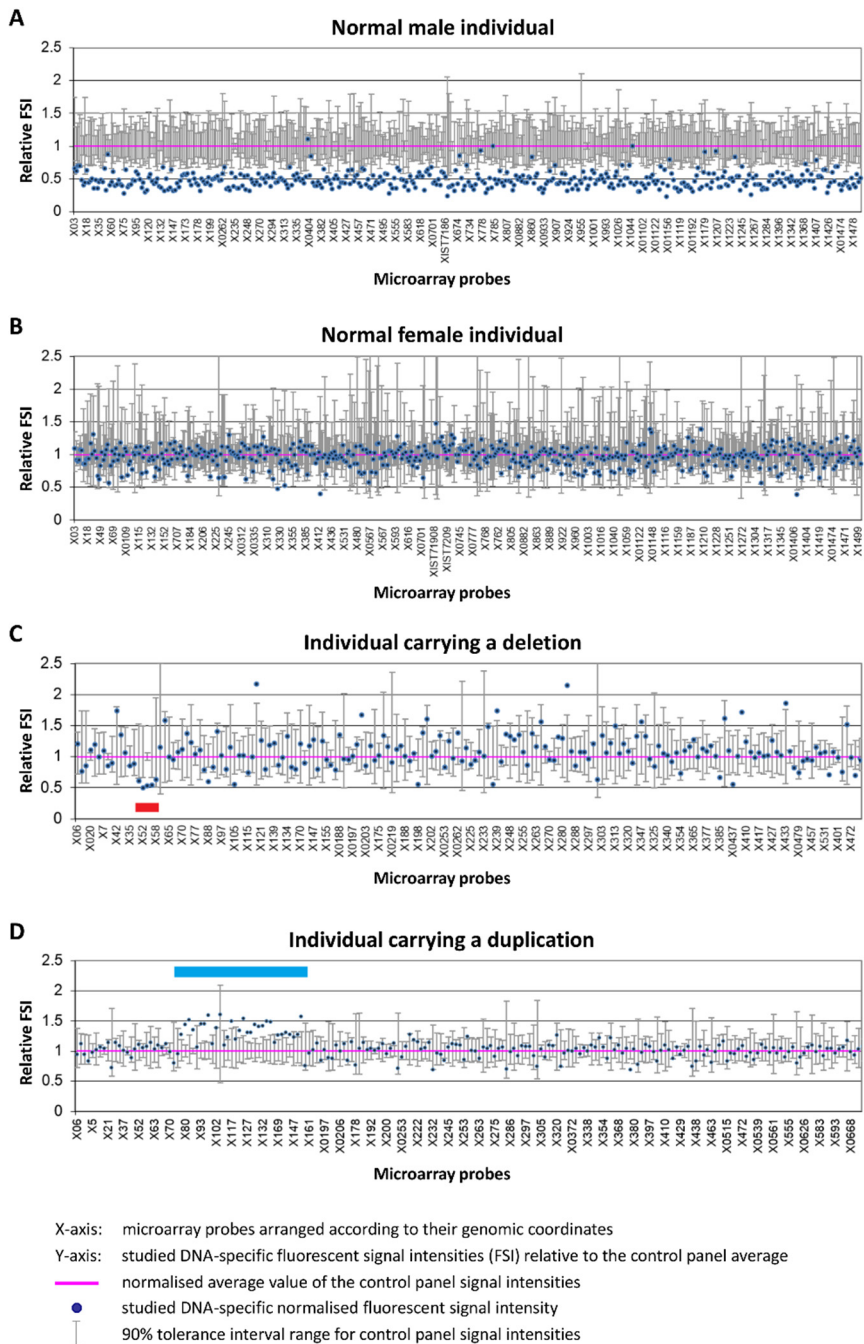 A
Normal male individual
Relative FSI
2.5
2
1.5
1
0.5
0
X03 X18 X35 X60 X75 X95 X120 X132 X147 X173 X178 X199 X0262 X235 X248 X270 X294 X313 X335 X0404 X382 X405 X427 X457 X471 X495 X555 X583 X618 X0701 XIST7186 X674 X734 X778 X785 X807 X0882 X860 X0933 X907 X924 X955 X1001 X993 X1026 X1044 X01102 X01122 X01156 X1119 X01192 X1179 X1207 X1223 X1245 X1267 X1284 X1396 X1342 X1368 X1407 X1426 X01474 X1478
Microarray probes
B
Normal female individual
Relative FSI
2.5
2
1.5
1
0.5
0
X03 X18 X49 X69 X0109 X115 X132 X152 X707 X184 X206 X225 X245 X0312 X0335 X310 X330 X355 X385 X412 X436 X531 X480 X0567 X567 X593 X616 X0701 XIST71908 XIST7209 X0745 X0777 X768 X762 X805 X0882 X863 X889 X922 X960 X1003 X1016 X1040 X1059 X01122 X01148 X1116 X1159 X1187 X1210 X1228 X1251 X1272 X1304 X1317 X1345 X01406 X1404 X1419 X01474 X1471 X1499
Microarray probes
C
Individual carrying a deletion
Relative FSI
2.5
2
1.5
1
0.5
0
X06 X020 X7 X42 X35 X52 X58 X65 X70 X77 X88 X97 X105 X115 X121 X139 X134 X170 X147 X155 X0188 X0197 X0203 X175 X0219 X188 X198 X202 X0253 X0262 X225 X233 X239 X248 X255 X263 X270 X280 X288 X297 X303 X313 X320 X347 X325 X340 X354 X365 X377 X385 X0437 X410 X417 X427 X433 X0479 X457 X531 X401 X472
Microarray probes
D
Individual carrying a duplication
Relative FSI
2.5
2
1.5
1
0.5
0
X06 X5 X21 X37 X52 X63 X70 X80 X93 X102 X117 X127 X132 X169 X147 X161 X0197 X0206 X178 X192 X200 X0253 X222 X232 X245 X253 X263 X275 X286 X297 X305 X320 X0372 X338 X354 X368 X380 X397 X410 X429 X438 X463 X0515 X472 X0539 X0561 X555 X0626 X583 X593 X0668
Microarray probes
X-axis: microarray probes arranged according to their genomic coordinates
Y-axis: studied DNA-specific fluorescent signal intensities (FSI) relative to the control panel average
normalised average value of the control panel signal intensities
studied DNA-specific normalised fluorescent signal intensity
90% tolerance interval range for control panel signal intensities